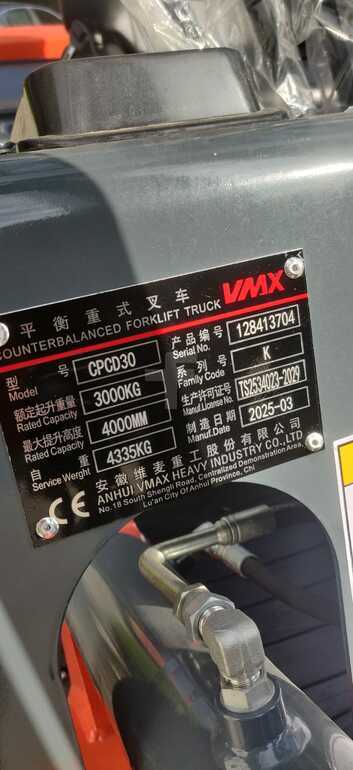 平衡重式叉车
COUNTERBALANCED FORKLIFT TRUCK
VMX
型号 CPCD30
Model
产品编号 128413704
Serial No.
额定起升重量 3000KG
Rated Capacity
系列号 K
Family Code
最大提升高度 4000MM
Rated Capacity
生产许可证号 TS2534023-2029
Manuf.License No.
自重 4335KG
Service Werght
制造日期 2025-03
Manuf.Date
安徽维麦重工股份有限公司
ANHUI VMAX HEAVY INDUSTRY CO.,LTD.
No.18 South Shengli Road, Centralized Demonstration Area,
Lu'an City Of Anhui Province, Chi
CE